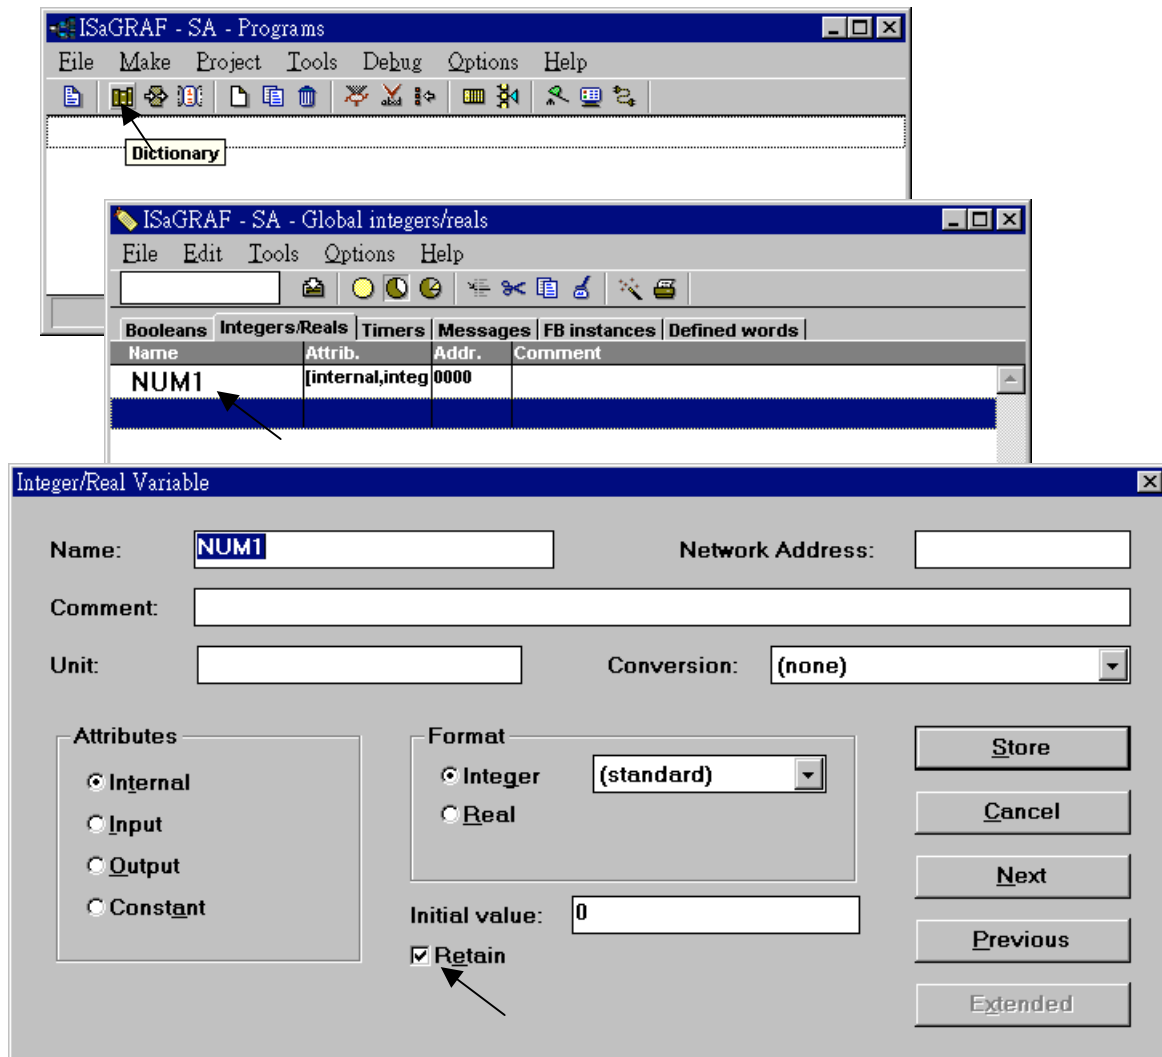 ISaGRAF - SA - Programs
File Make Project Tools Debug Options Help
Dictionary
ISaGRAF - SA - Global integers/reals
File Edit Tools Options Help
Booleans Integers/Reals Timers Messages FB instances Defined words
Name Attrib. Addr. Comment
NUM1 [internal,integ 0000
Integer/Real Variable
Name: NUM1 Network Address:
Comment:
Unit: Conversion: (none)
Attributes Format
Internal Integer (standard) Store
Input Real Cancel
Output Next
Constant Initial value: 0
Retain Previous
Extended